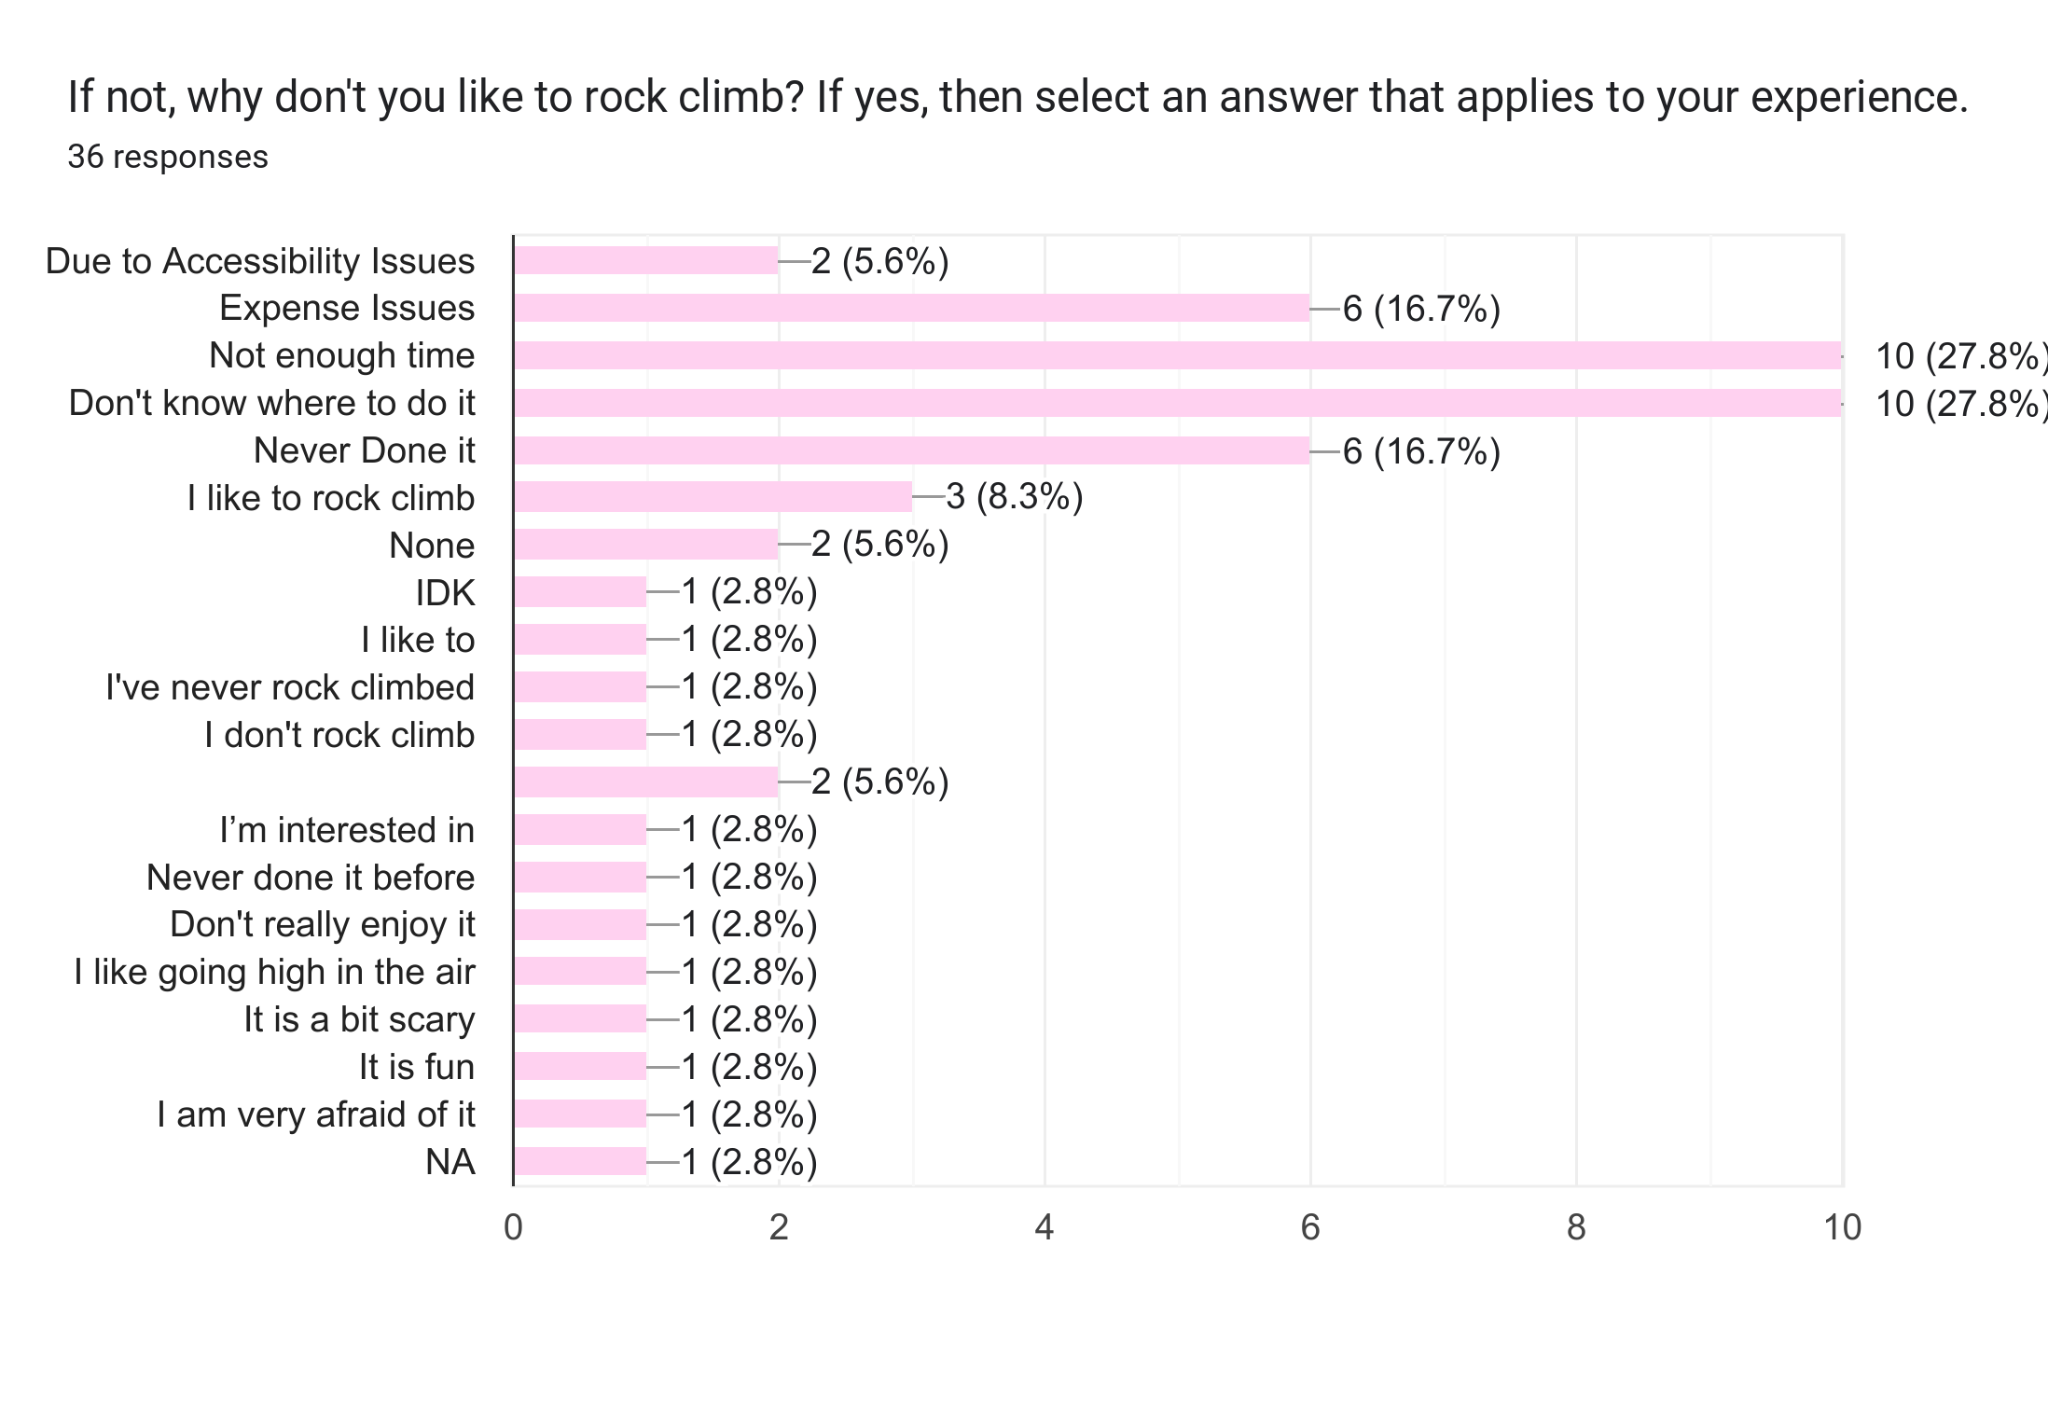 If not, why don't you like to rock climb? If yes, then select an answer that applies to your experience.
36 responses
Due to Accessibility Issues 2 (5.6%)
Expense Issues 6 (16.7%)
Not enough time 10 (27.8%)
Don't know where to do it 10 (27.8%)
Never Done it 6 (16.7%)
I like to rock climb 3 (8.3%)
None 2 (5.6%)
IDK 1 (2.8%)
I like to 1 (2.8%)
I've never rock climbed 1 (2.8%)
I don't rock climb 1 (2.8%)
2 (5.6%)
I’m interested in 1 (2.8%)
Never done it before 1 (2.8%)
Don't really enjoy it 1 (2.8%)
I like going high in the air 1 (2.8%)
It is a bit scary 1 (2.8%)
It is fun 1 (2.8%)
I am very afraid of it 1 (2.8%)
NA 1 (2.8%)
0 2 4 6 8 10